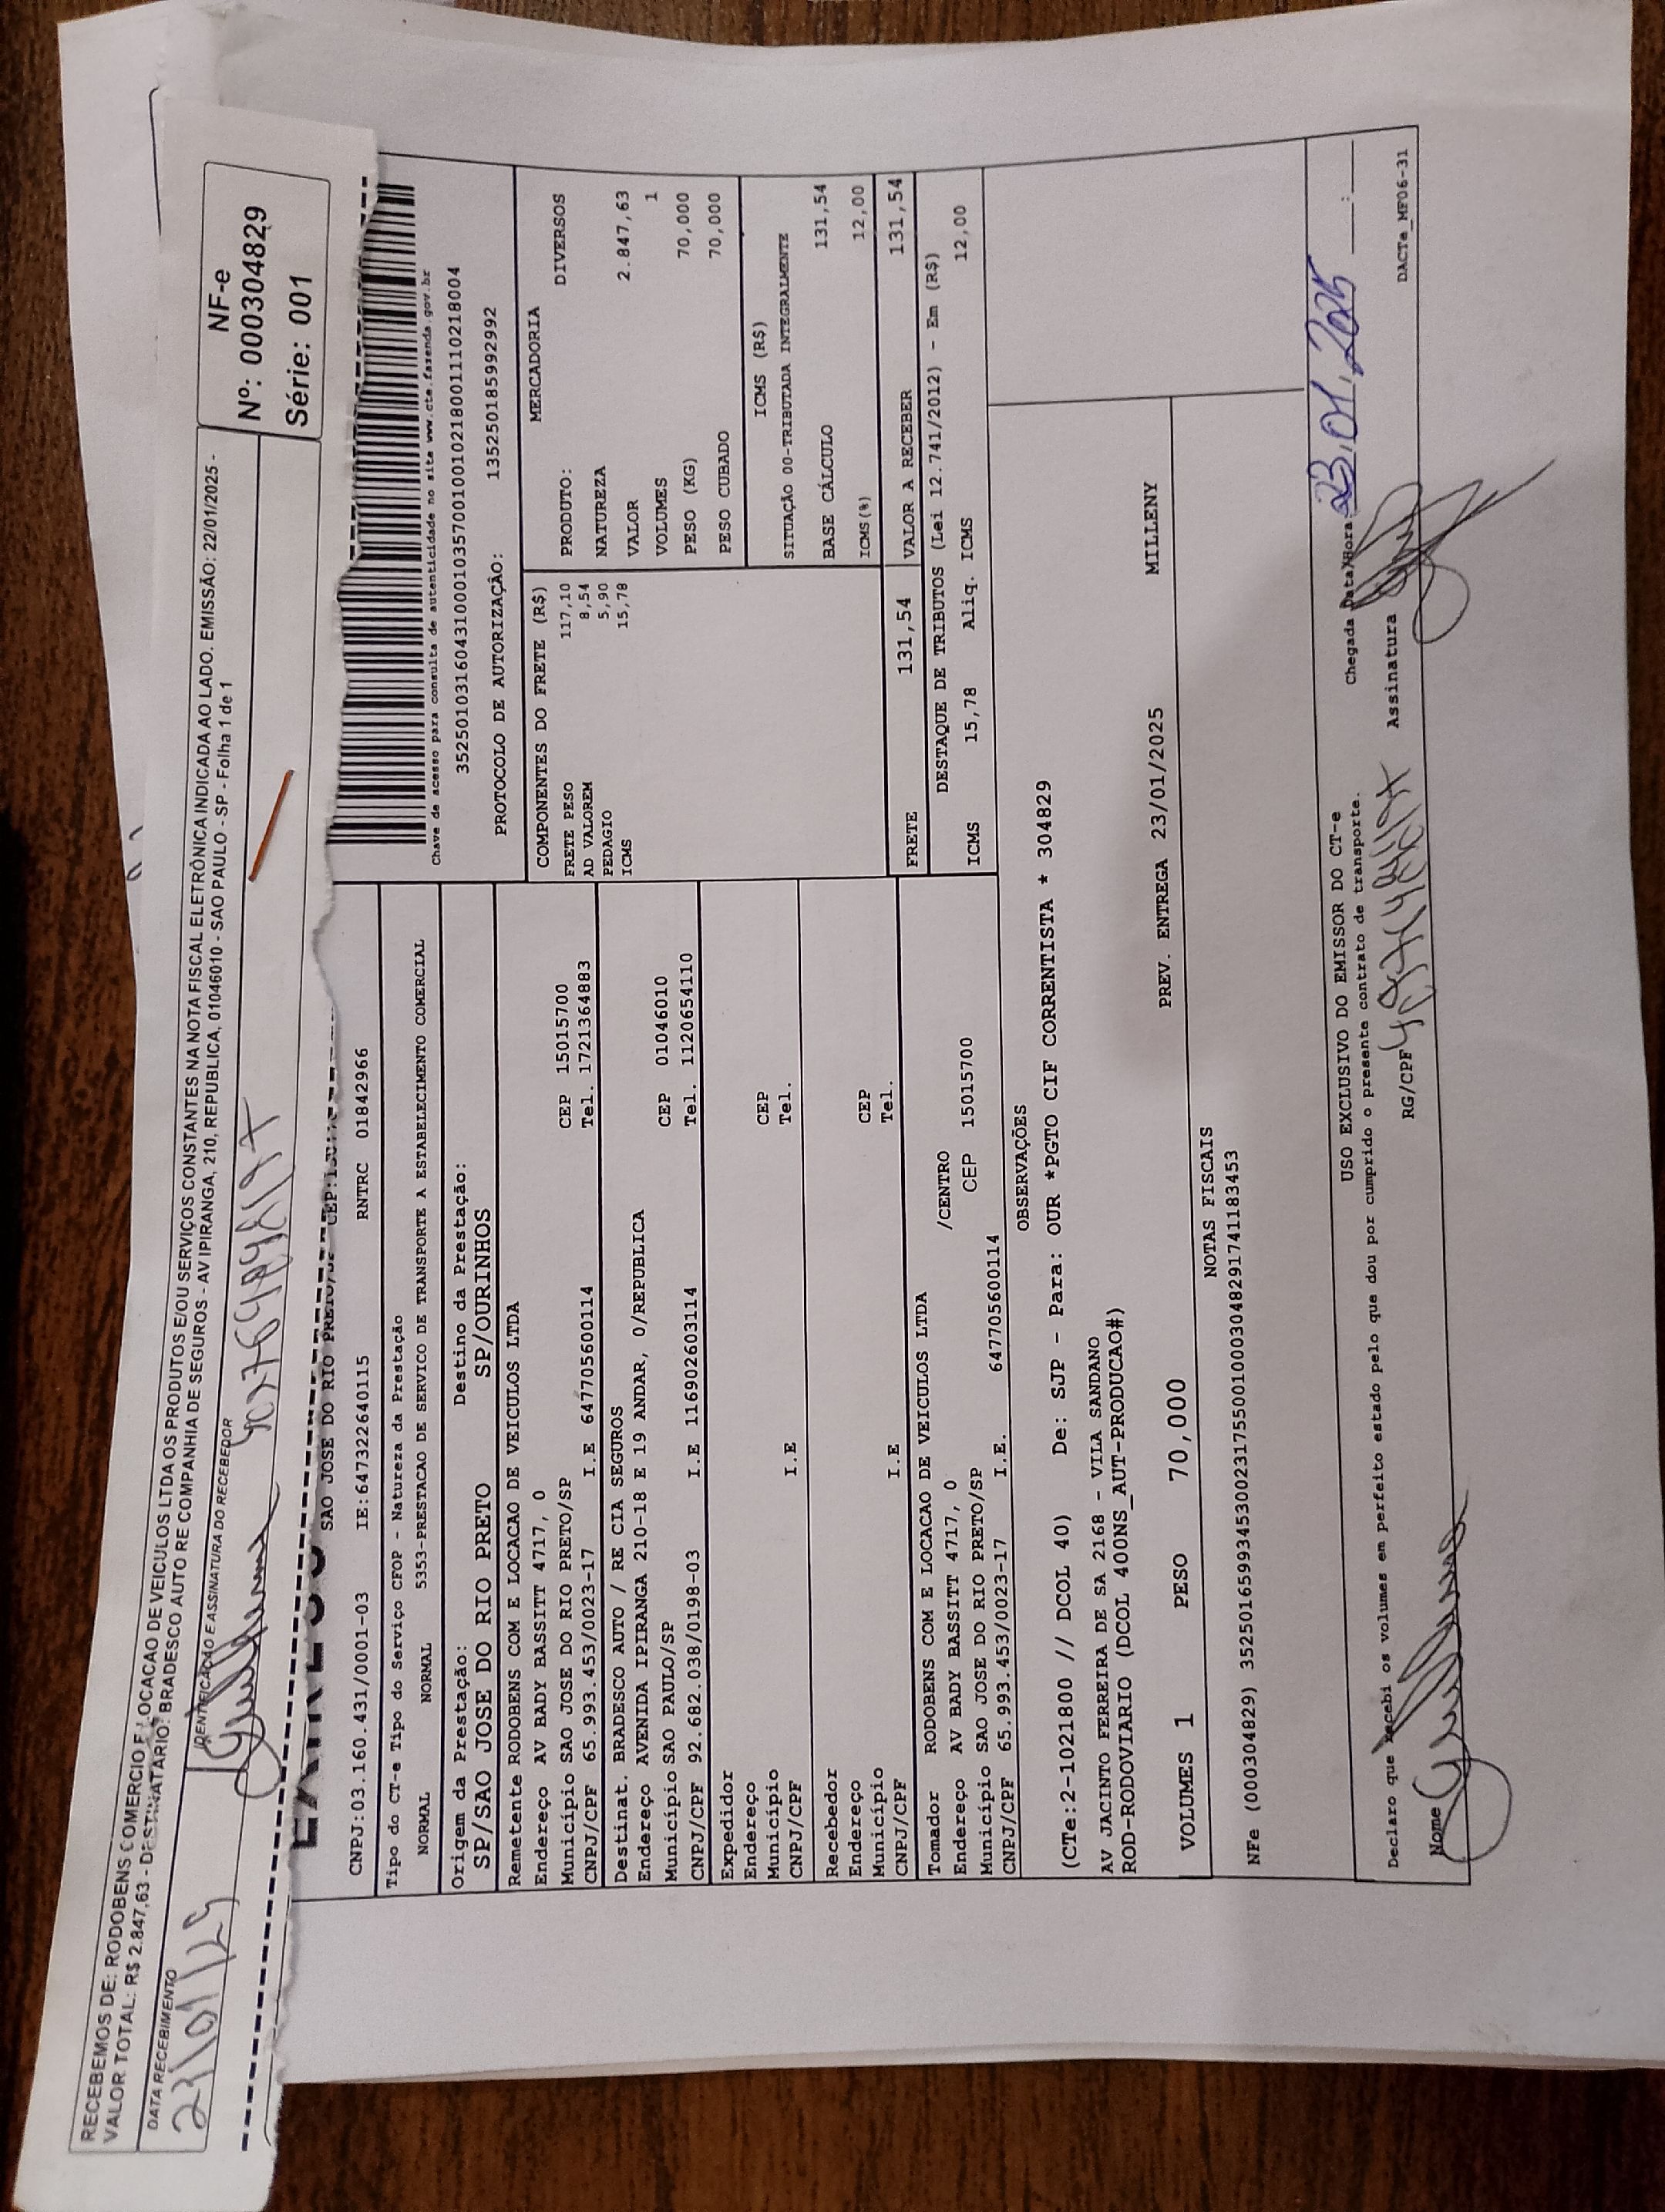 RECEBEMOS DE: RODOBENS COMERCIO E LOCACAO DE VEICULOS LTDA OS PRODUTOS E/OU SERVIÇOS CONSTANTES NA NOTA FISCAL ELETRÔNICA INDICADA AO LADO. EMISSÃO: 22/01/2025 -
VALOR TOTAL: R$ 2.847,63 - DESTINATÁRIO: BRADESCO AUTO RE COMPANHIA DE SEGUROS - AV IPIRANGA, 210, REPUBLICA, 01046010 - SAO PAULO - SP - Folha 1 de 1
NF-e
Nº: 000304829
Série: 001
DATA RECEBIMENTO
IDENTIFICAÇÃO E ASSINATURA DO RECEBEDOR
23/01/25
SAO JOSE DO RIO PRETO/SP CEP:
CNPJ:03.160.431/0001-03 IE:647322640115 RNTRC 01842966
Chave de acesso para consulta de autenticidade no site www.cte.fazenda.gov.br
35250103160431000103570010010218001110218004
PROTOCOLO DE AUTORIZAÇÃO: 135250185992992
Tipo do CT-e Tipo do Serviço CFOP - Natureza da Prestação
NORMAL NORMAL 5353-PRESTACAO DE SERVICO DE TRANSPORTE A ESTABELECIMENTO COMERCIAL
Origem da Prestação: Destino da Prestação:
SP/SAO JOSE DO RIO PRETO SP/OURINHOS
Remetente RODOBENS COM E LOCACAO DE VEICULOS LTDA
Endereço AV BADY BASSITT 4717, 0
Município SAO JOSE DO RIO PRETO/SP CEP 15015700
CNPJ/CPF 65.993.453/0023-17 I.E 647705600114 Tel. 1721364883
Destinat. BRADESCO AUTO / RE CIA SEGUROS
Endereço AVENIDA IPIRANGA 210-18 E 19 ANDAR, 0/REPUBLICA
Município SAO PAULO/SP CEP 01046010
CNPJ/CPF 92.682.038/0198-03 I.E 116902603114 Tel. 1120654110
Expedidor
Endereço
Município CEP
CNPJ/CPF I.E Tel.
Recebedor
Endereço
Município CEP
CNPJ/CPF I.E Tel.
Tomador RODOBENS COM E LOCACAO DE VEICULOS LTDA
Endereço AV BADY BASSITT 4717, 0 /CENTRO
Município SAO JOSE DO RIO PRETO/SP CEP 15015700
CNPJ/CPF 65.993.453/0023-17 I.E. 647705600114
COMPONENTES DO FRETE (R$)
FRETE PESO 117,10
AD VALOREM 8,54
PEDAGIO 5,90
ICMS 15,78
MERCADORIA
PRODUTO: DIVERSOS
NATUREZA
VALOR 2.847,63
VOLUMES 1
PESO (KG) 70,000
PESO CUBADO 70,000
ICMS (R$)
SITUAÇÃO 00-TRIBUTADA INTEGRALMENTE
BASE CÁLCULO 131,54
ICMS(%) 12,00
FRETE 131,54 VALOR A RECEBER 131,54
DESTAQUE DE TRIBUTOS (Lei 12.741/2012) - Em (R$)
ICMS 15,78 Aliq. ICMS 12,00
OBSERVAÇÕES
(CTe:2-1021800 // DCOL 40) De: SJP - Para: OUR *PGTO CIF CORRENTISTA * 304829
AV JACINTO FERREIRA DE SA 2168 - VILA SANDANO
ROD-RODOVIARIO (DCOL 400NS_AUT-PRODUCAO#)
PREV. ENTREGA 23/01/2025 MILLENY
VOLUMES 1 PESO 70,000
NOTAS FISCAIS
NFe (000304829) 35250165993453002317550010003048291741183453
USO EXCLUSIVO DO EMISSOR DO CT-e
Declaro que recebi os volumes em perfeito estado pelo que dou por cumprido o presente contrato de transporte.
Chegada Data/Hora 23/01/2025 ___:___
Nome RG/CPF Assinatura
DACTe_MF06-31